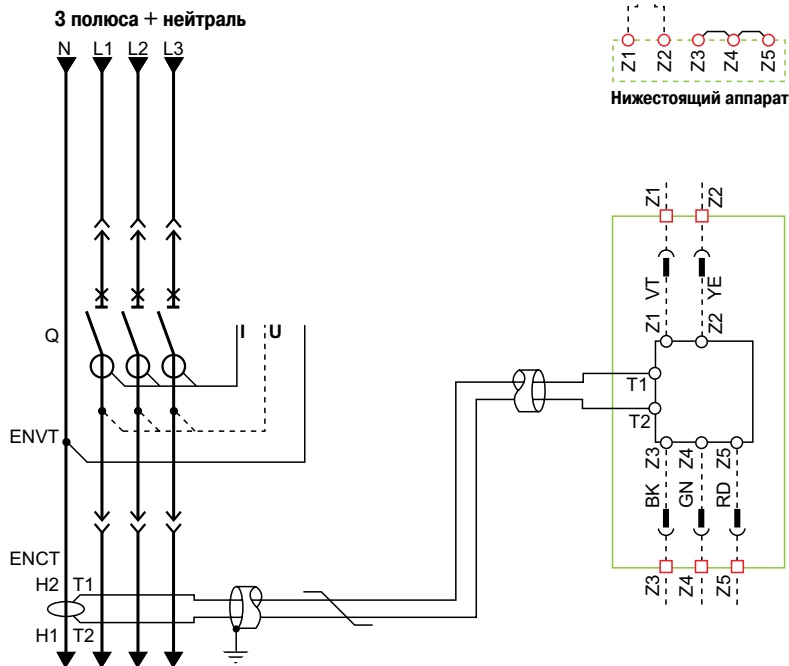 3 полюса + нейтраль
N L1 L2 L3
Z1 Z2 Z3 Z4 Z5
Нижестоящий аппарат
Z1 Z2
VT YE
Z1 Z2
Q
I U
T1
T2
ENVT
Z3 Z4 Z5
BK GN RD
ENCT
H2 T1
Z3 Z4 Z5
H1 T2